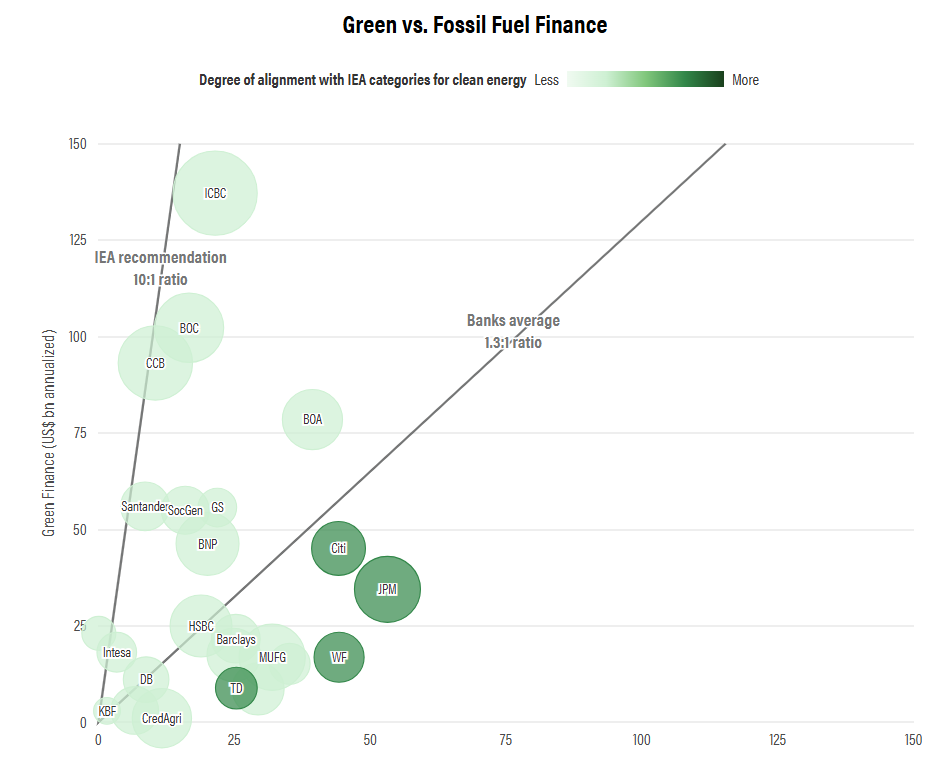 Green vs. Fossil Fuel Finance
Degree of alignment with IEA categories for clean energy Less More
150
ICBC
125
IEA recommendation
10:1 ratio
Banks average
1.3:1 ratio
BOC
100
CCB
BOA
75
Green Finance (US$ bn annualized)
Santander
SocGen
GS
50
BNP
Citi
JPM
25
HSBC
Barclays
Intesa
MUFG
WF
DB
TD
KBF
CredAgri
0
0 25 50 75 100 125 150